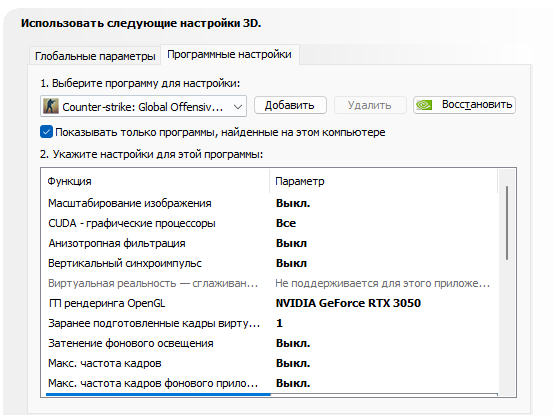 Использовать следующие настройки 3D.
Глобальные параметры Программные настройки
1. Выберите программу для настройки:
Counter-strike: Global Offensiv... Добавить Удалить Восстановить
Показывать только программы, найденные на этом компьютере
2. Укажите настройки для этой программы:
Функция Параметр
Масштабирование изображения Выкл.
CUDA - графические процессоры Все
Анизотропная фильтрация Выкл
Вертикальный синхроимпульс Выкл
Виртуальная реальность — сглаживан... Не поддерживается для этого приложе...
ГП рендеринга OpenGL NVIDIA GeForce RTX 3050
Заранее подготовленные кадры вирту... 1
Затенение фонового освещения Выкл.
Макс. частота кадров Выкл.
Макс. частота кадров фонового прило... Выкл.